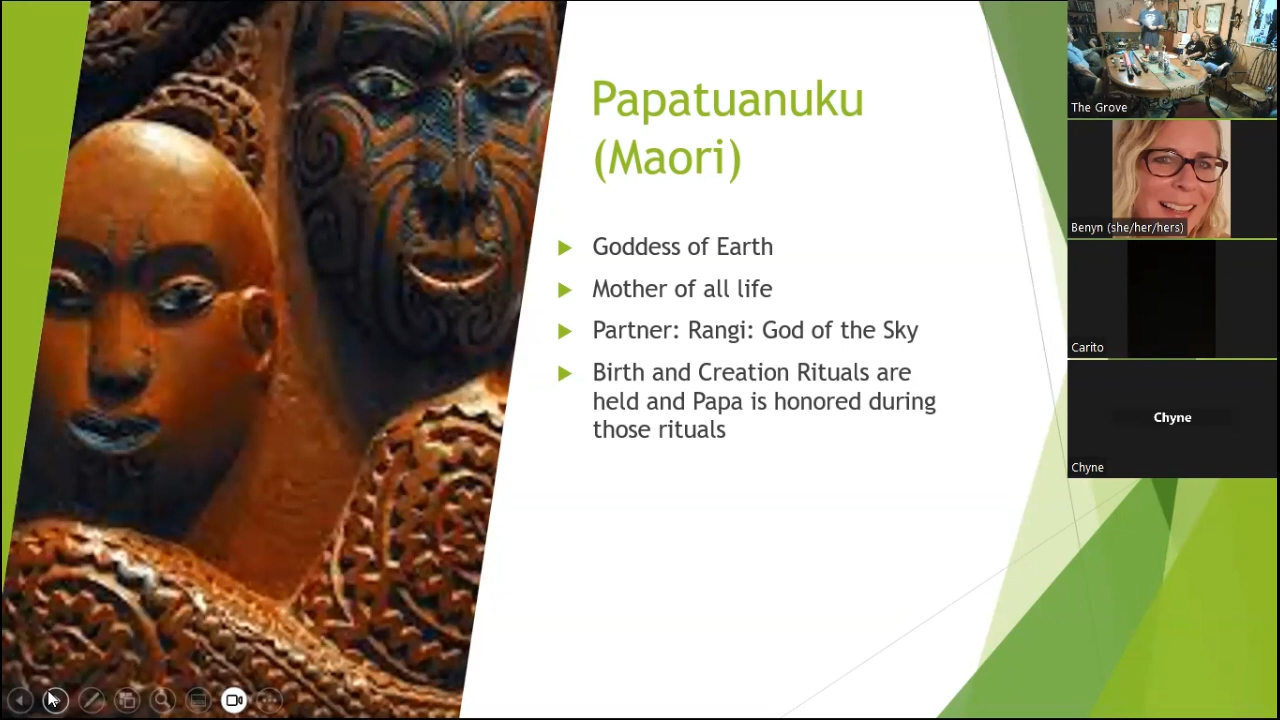 Papatuanuku
(Maori)
Goddess of Earth
Mother of all life
Partner: Rangi: God of the Sky
Birth and Creation Rituals are
held and Papa is honored during
those rituals
The Grove
Benyn (she/her/hers)
Carito
Chyne
Chyne